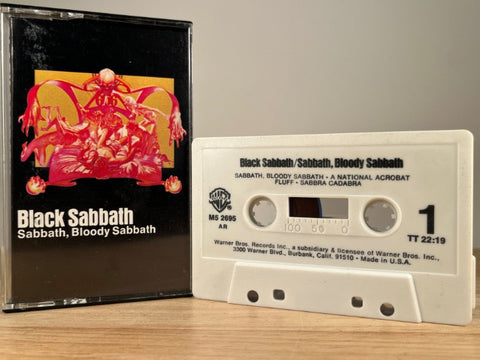 Black Sabbath
Sabbath, Bloody Sabbath
Black Sabbath/Sabbath, Bloody Sabbath
SABBATH, BLOODY SABBATH • A NATIONAL ACROBAT
FLUFF • SABBRA CADABRA
WB
M5 2695
AR
100 50 0
1
TT 22:19
Warner Bros. Records Inc., a subsidiary & licensee of Warner Bros. Inc.
3300 Warner Blvd., Burbank, Calif. 91510 • Made in U.S.A.